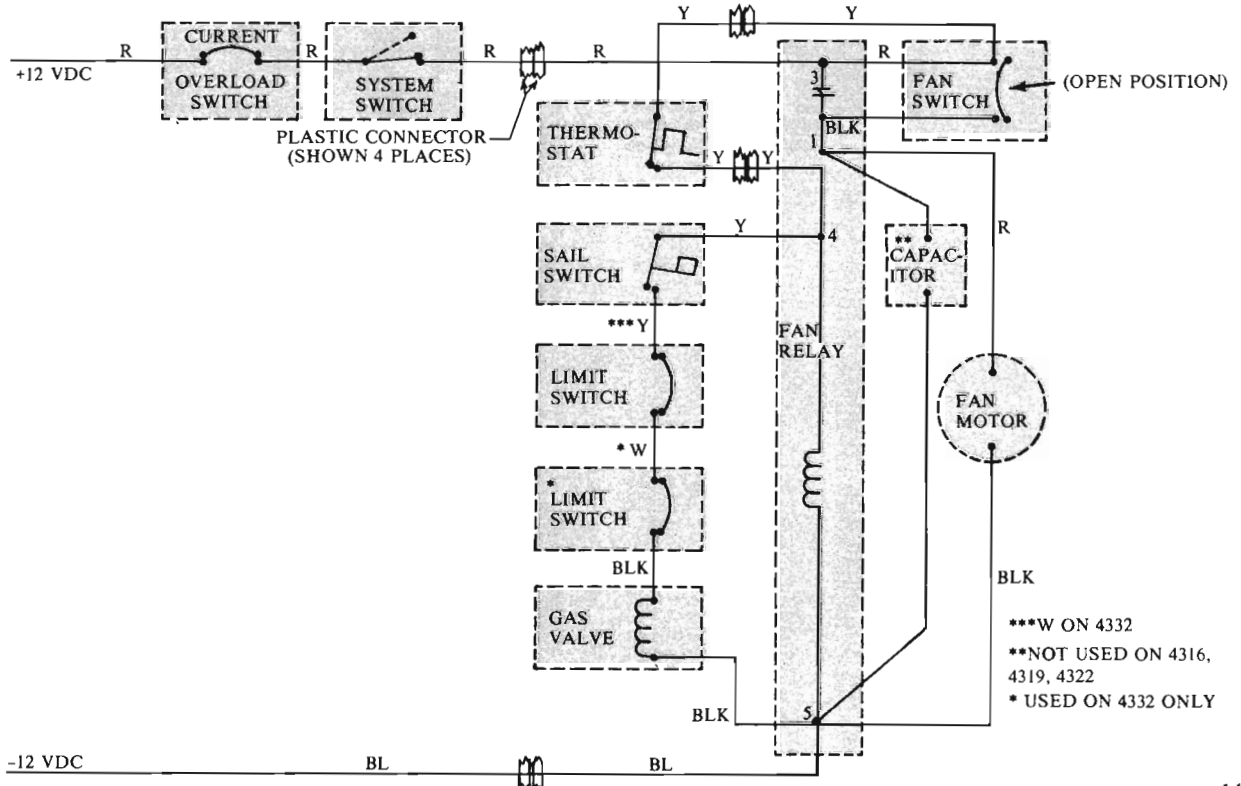 Y
Y
CURRENT
R
R
R
R
R
+12 VDC
OVERLOAD
SWITCH
SYSTEM
SWITCH
3
FAN
SWITCH
(OPEN POSITION)
PLASTIC CONNECTOR
(SHOWN 4 PLACES)
THERMO-
STAT
BLK
1
Y
Y
Y
4
R
SAIL
SWITCH
**
CAPAC-
ITOR
***Y
FAN
RELAY
LIMIT
SWITCH
FAN
MOTOR
*W
*
LIMIT
SWITCH
BLK
BLK
GAS
VALVE
***W ON 4332
**NOT USED ON 4316,
4319, 4322
* USED ON 4332 ONLY
BLK
5
-12 VDC
BL
BL